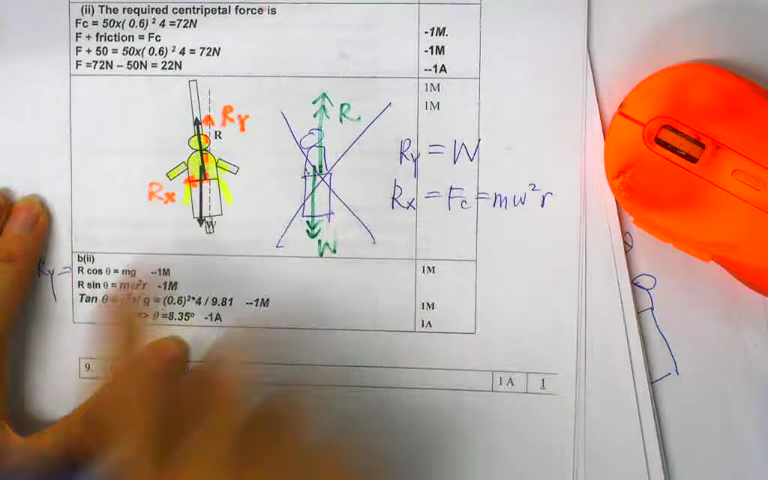 (ii) The required centripetal force is
Fc = 50x( 0.6) ² 4 =72N
-1M.
F + friction = Fc
F + 50 = 50x( 0.6) ² 4 = 72N
-1M
F =72N – 50N = 22N
--1A
1M
1M
Ry
R
R
Rx
W
W
Ry = W
Rx = Fc = mw²r
b(ii)
Ry =
R cos θ = mg --1M
1M
R sin θ = mω²r -1M
Tan θ = / g = (0.6)²*4 / 9.81 --1M
1M
=> θ =8.35° -1A
1A
9.
1A
1